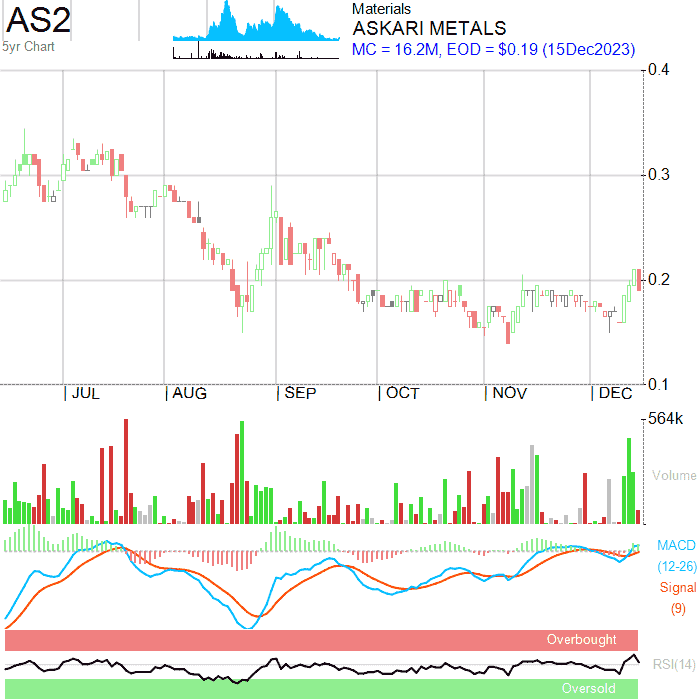 AS2
5yr Chart
Materials
ASKARI METALS
MC = 16.2M, EOD = $0.19 (15Dec2023)
0.4
0.3
0.2
0.1
JUL
AUG
SEP
OCT
NOV
DEC
564k
Volume
MACD
(12-26)
Signal
(9)
Overbought
RSI(14)
Oversold